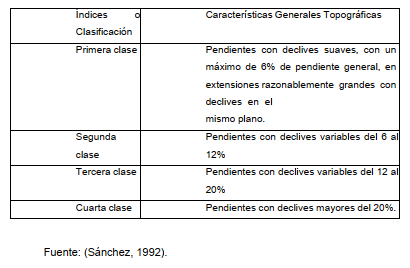 Índices o Características Generales Topográficas
Clasificación
Primera clase Pendientes con declives suaves, con un
máximo de 6% de pendiente general, en
extensiones razonablemente grandes con
declives en el
mismo plano.
Segunda Pendientes con declives variables del 6 al
clase 12%
Tercera clase Pendientes con declives variables del 12 al
20%
Cuarta clase Pendientes con declives mayores del 20%.
Fuente: (Sánchez, 1992).